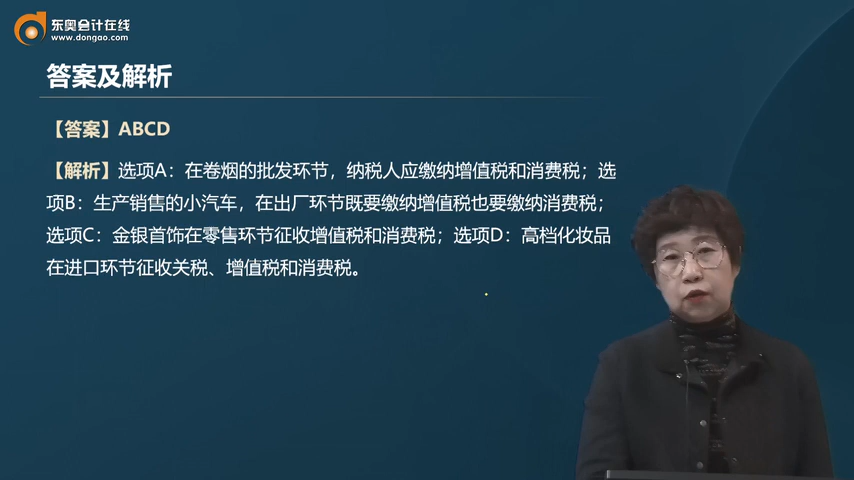 东奥会计在线
www.dongao.com
答案及解析
【答案】ABCD
【解析】选项A：在卷烟的批发环节，纳税人应缴纳增值税和消费税；选
项B：生产销售的小汽车，在出厂环节既要缴纳增值税也要缴纳消费税；
选项C：金银首饰在零售环节征收增值税和消费税；选项D：高档化妆品
在进口环节征收关税、增值税和消费税。